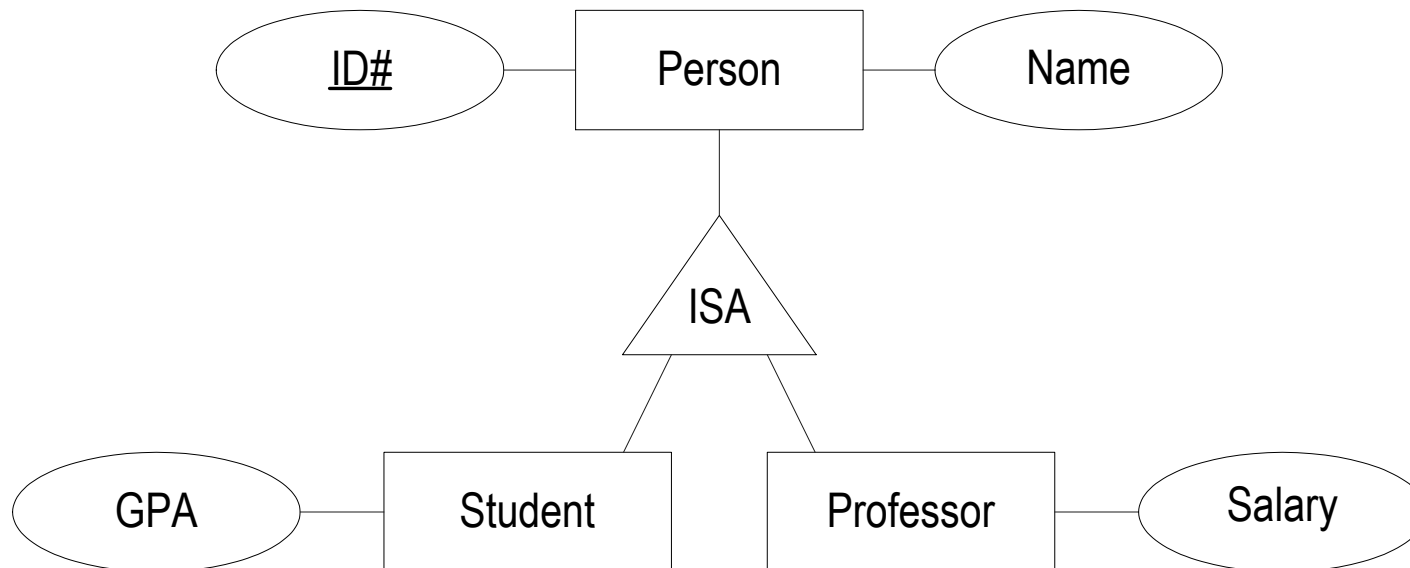 ID#
Person
Name
ISA
GPA
Student
Professor
Salary